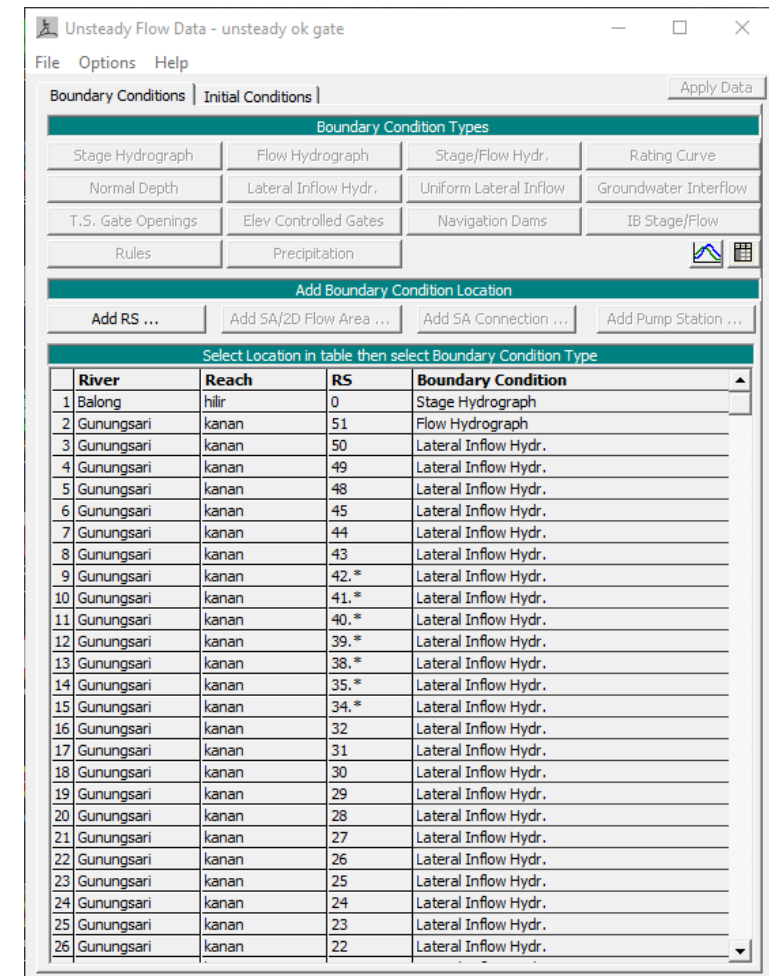 Unsteady Flow Data - unsteady ok gate
File Options Help
Boundary Conditions Initial Conditions Apply Data
Boundary Condition Types
Stage Hydrograph Flow Hydrograph Stage/Flow Hydr. Rating Curve
Normal Depth Lateral Inflow Hydr. Uniform Lateral Inflow Groundwater Interflow
T.S. Gate Openings Elev Controlled Gates Navigation Dams IB Stage/Flow
Rules Precipitation
Add Boundary Condition Location
Add RS ... Add SA/2D Flow Area ... Add SA Connection ... Add Pump Station ...
Select Location in table then select Boundary Condition Type
River Reach RS Boundary Condition
1 Balong hilir 0 Stage Hydrograph
2 Gunungsari kanan 51 Flow Hydrograph
3 Gunungsari kanan 50 Lateral Inflow Hydr.
4 Gunungsari kanan 49 Lateral Inflow Hydr.
5 Gunungsari kanan 48 Lateral Inflow Hydr.
6 Gunungsari kanan 45 Lateral Inflow Hydr.
7 Gunungsari kanan 44 Lateral Inflow Hydr.
8 Gunungsari kanan 43 Lateral Inflow Hydr.
9 Gunungsari kanan 42.* Lateral Inflow Hydr.
10 Gunungsari kanan 41.* Lateral Inflow Hydr.
11 Gunungsari kanan 40.* Lateral Inflow Hydr.
12 Gunungsari kanan 39.* Lateral Inflow Hydr.
13 Gunungsari kanan 38.* Lateral Inflow Hydr.
14 Gunungsari kanan 35.* Lateral Inflow Hydr.
15 Gunungsari kanan 34.* Lateral Inflow Hydr.
16 Gunungsari kanan 32 Lateral Inflow Hydr.
17 Gunungsari kanan 31 Lateral Inflow Hydr.
18 Gunungsari kanan 30 Lateral Inflow Hydr.
19 Gunungsari kanan 29 Lateral Inflow Hydr.
20 Gunungsari kanan 28 Lateral Inflow Hydr.
21 Gunungsari kanan 27 Lateral Inflow Hydr.
22 Gunungsari kanan 26 Lateral Inflow Hydr.
23 Gunungsari kanan 25 Lateral Inflow Hydr.
24 Gunungsari kanan 24 Lateral Inflow Hydr.
25 Gunungsari kanan 23 Lateral Inflow Hydr.
26 Gunungsari kanan 22 Lateral Inflow Hydr.